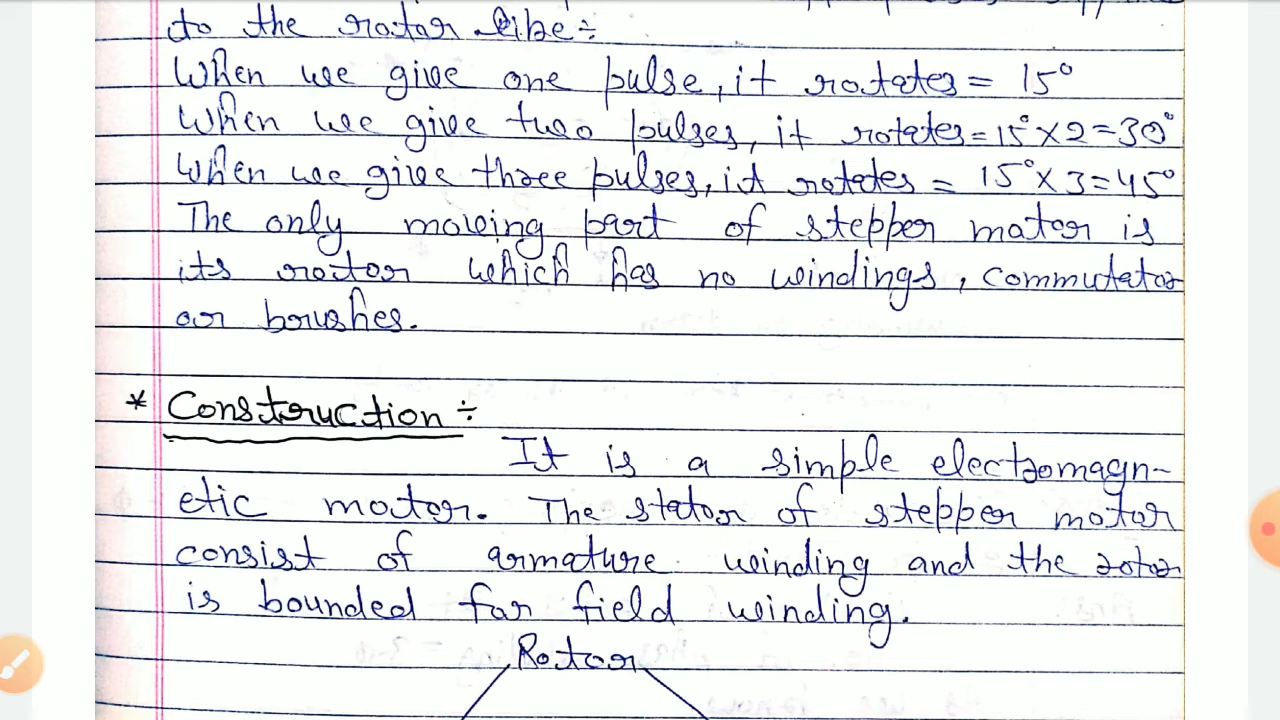 to the rotor like÷
When we give one pulse, it rotates = 15°
When we give two pulses, it rotates = 15° × 2 = 30°
When we give three pulses, it rotates = 15° × 3 = 45°
The only moving part of stepper motor is
its rotor which has no windings, commutator
or brushes.
* Construction ÷
It is a simple electromagn-
etic motor. The stator of stepper motor
consist of armature winding and the rotor
is bounded for field winding.
Rotor